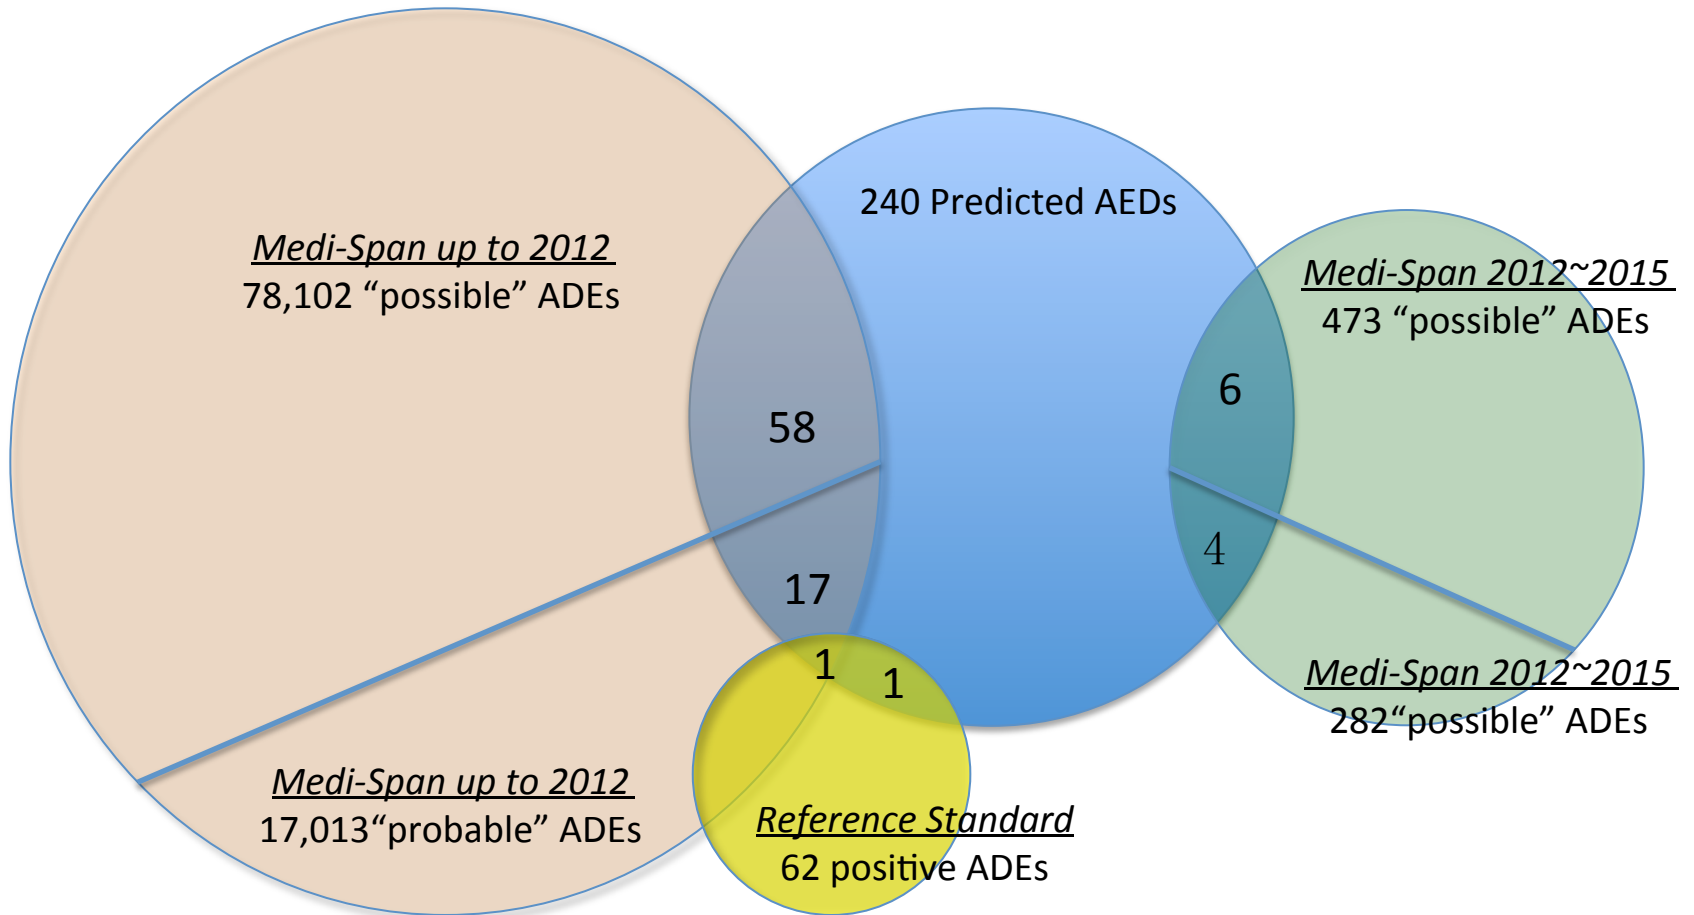 240 Predicted AEDs
Medi-Span up to 2012
78,102 “possible” ADEs
Medi-Span 2012~2015
473 “possible” ADEs
58
6
17
4
1
1
Medi-Span 2012~2015
282“possible” ADEs
Medi-Span up to 2012
17,013“probable” ADEs
Reference Standard
62 positive ADEs